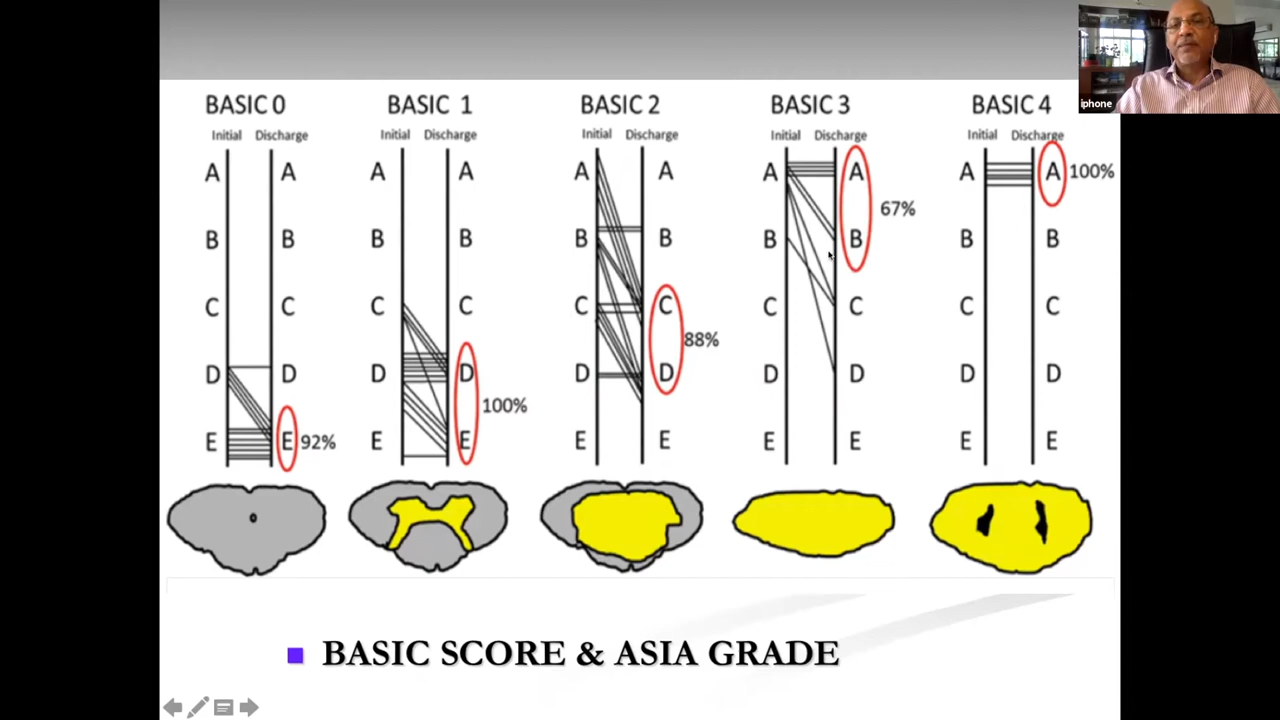 iphone
BASIC 0 BASIC 1 BASIC 2 BASIC 3 BASIC 4
Initial Discharge Initial Discharge Initial Discharge Initial Discharge Initial Discharge
A A A A A A A A A A 100%
B B B B B B B B B B
67%
C C C C C C C C C C
88%
D D D D D D D D D D
100%
E E 92% E E E E E E E E
BASIC SCORE & ASIA GRADE